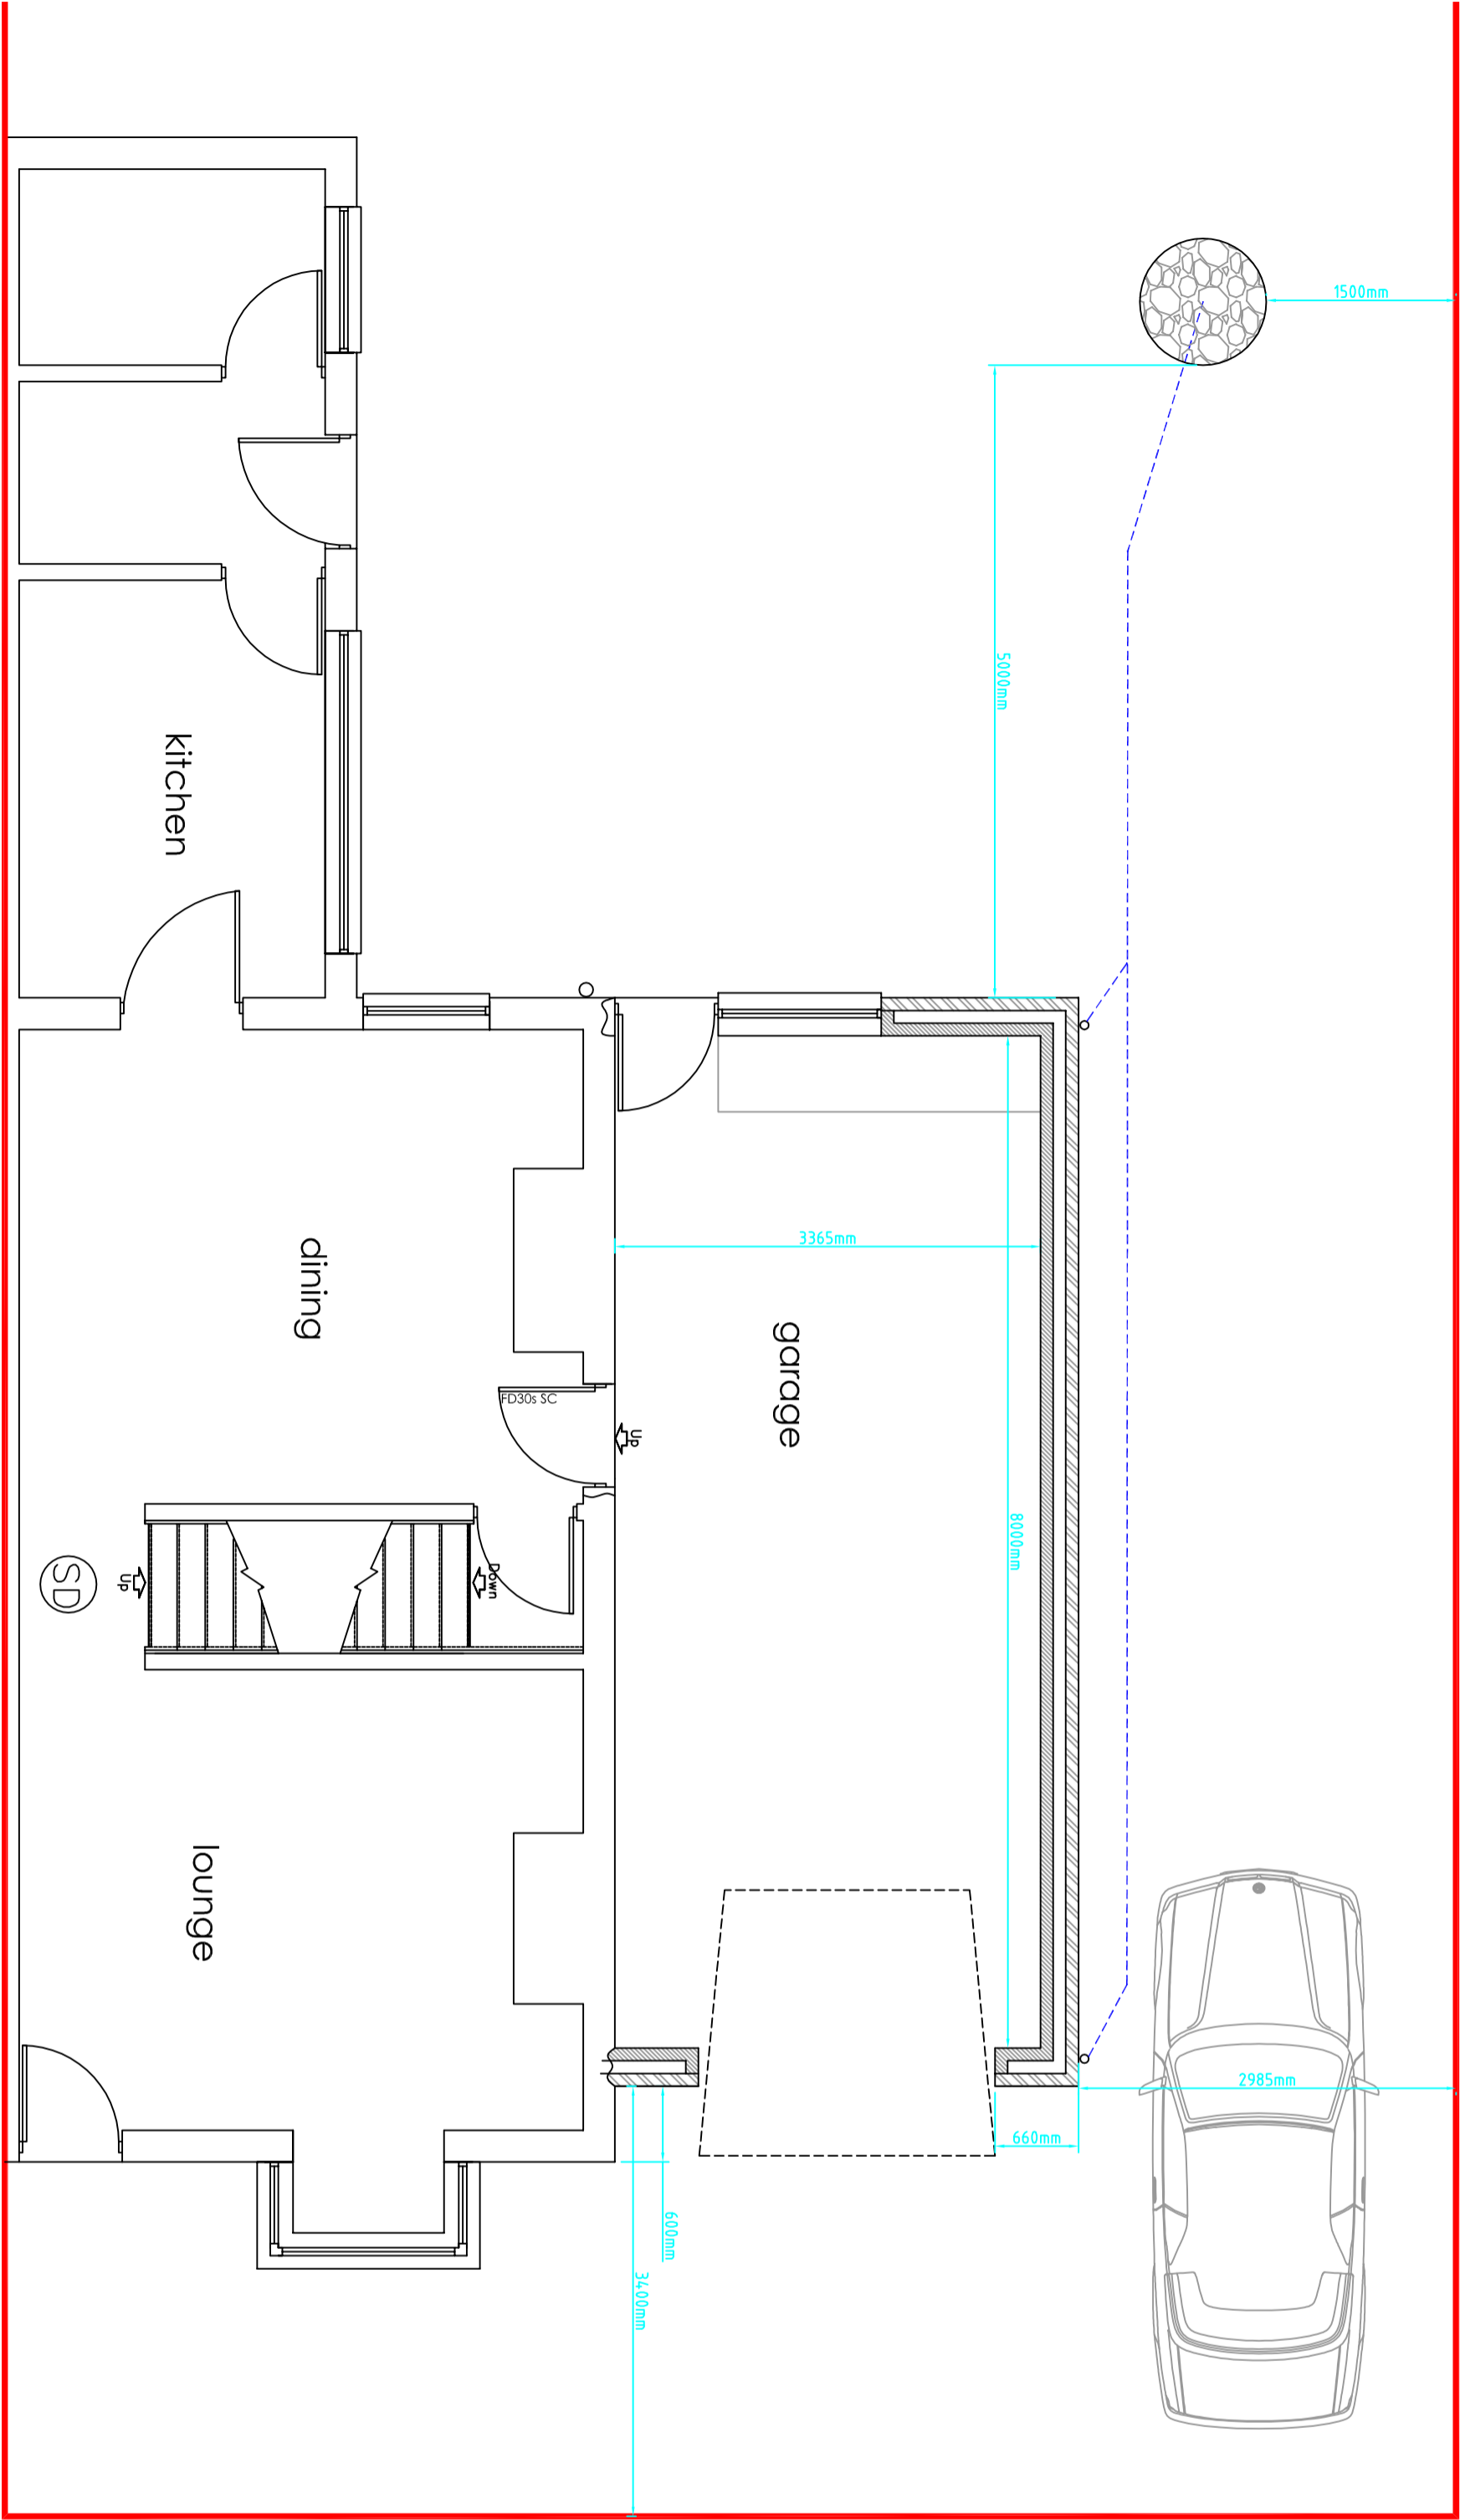 1500mm
5000mm
kitchen
3365mm
dining
garage
FD30s SC
Up
8000mm
Down
Up
SD
lounge
2985mm
660mm
600mm
3400mm